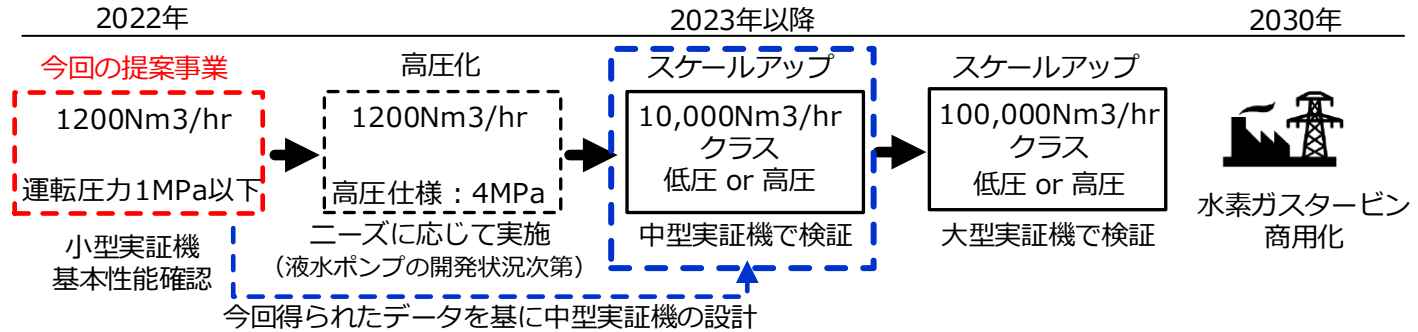 2022年
2023年以降
2030年
今回の提案事業
1200Nm3/hr
運転圧力1MPa以下
小型実証機
基本性能確認
高圧化
1200Nm3/hr
高圧仕様：4MPa
ニーズに応じて実施
（液水ポンプの開発状況次第）
スケールアップ
10,000Nm3/hr
クラス
低圧 or 高圧
中型実証機で検証
スケールアップ
100,000Nm3/hr
クラス
低圧 or 高圧
大型実証機で検証
水素ガスタービン
商用化
今回得られたデータを基に中型実証機の設計